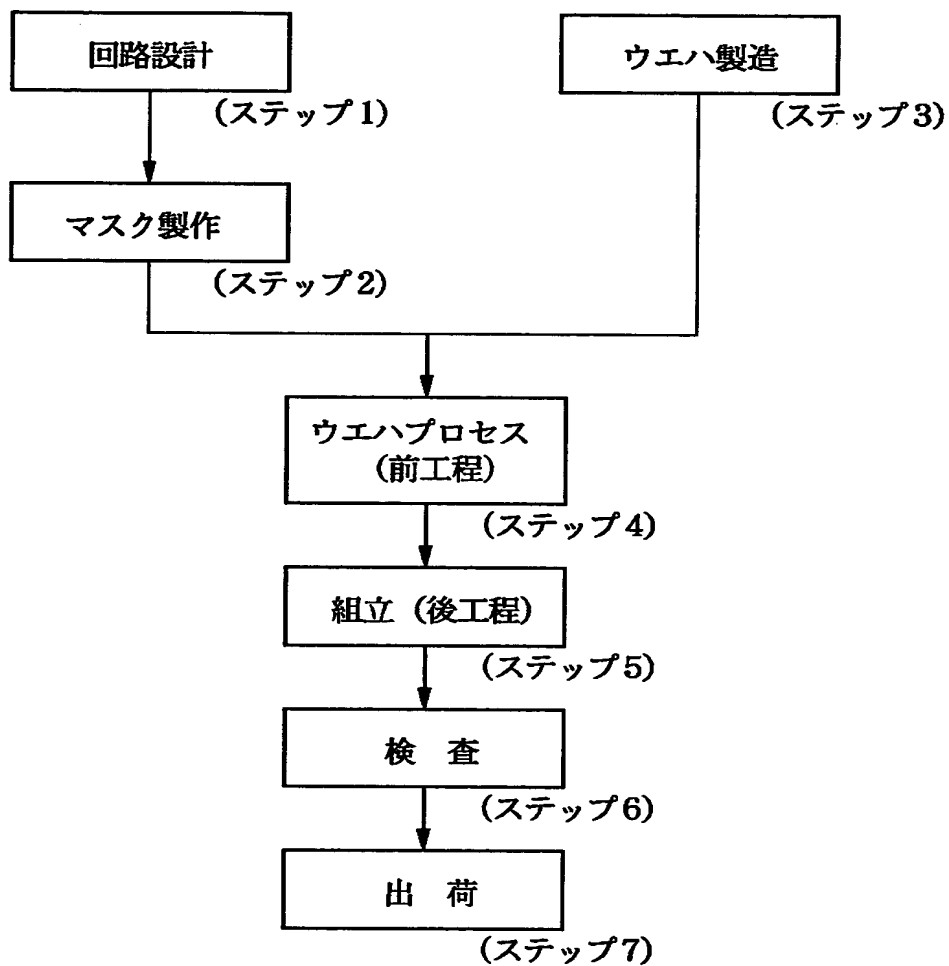 回路設計
(ステップ1)
マスク製作
(ステップ2)
ウエハ製造
(ステップ3)
ウエハプロセス
(前工程)
(ステップ4)
組立(後工程)
(ステップ5)
検 査
(ステップ6)
出 荷
(ステップ7)